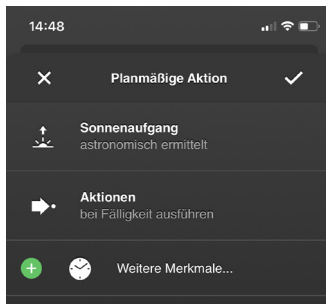 14:48
Planmäßige Aktion
Sonnenaufgang
astronomisch ermittelt
Aktionen
bei Fälligkeit ausführen
Weitere Merkmale...